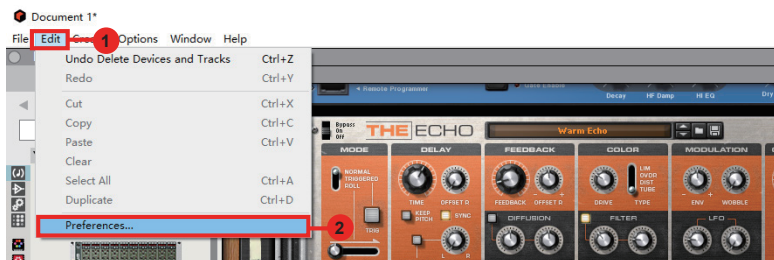 Document 1*
File Edit Options Window Help
1
Undo Delete Devices and Tracks Ctrl+Z
Redo Ctrl+Y
Cut Ctrl+X
Copy Ctrl+C
Paste Ctrl+V
Clear
Select All Ctrl+A
Duplicate Ctrl+D
Preferences...
2
Remote Programmer
Gate Enable
Decay HF Damp HI EQ Dry
Bypass
On
Off
THE ECHO
Warm Echo
MODE DELAY FEEDBACK COLOR MODULATION
NORMAL
TRIGGERED
ROLL
LIM
OVDR
DIST
TUBE
TIME OFFSET R FEEDBACK OFFSET R DRIVE TYPE ENV WOBBLE
TRIG
KEEP
PITCH
SYNC
DIFFUSION FILTER LFO
L R